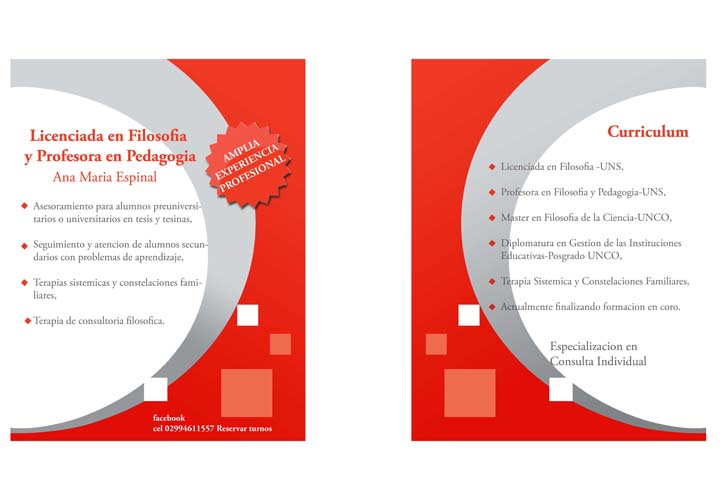 Licenciada en Filosofia
y Profesora en Pedagogia
Ana Maria Espinal
AMPLIA
EXPERIENCIA
PROFESIONAL
Asesoramiento para alumnos preuniversi-
tarios o universitarios en tesis y tesinas,
Seguimiento y atencion de alumnos secun-
darios con problemas de aprendizaje,
Terapias sistemicas y constelaciones fami-
liares,
Terapia de consultoria filosofica.
facebook
cel 02994611557 Reservar turnos
Curriculum
Licenciada en Filosofia -UNS,
Profesora en Filosofia y Pedagogia-UNS,
Master en Filosofia de la Ciencia-UNCO,
Diplomatura en Gestion de las Instituciones
Educativas-Posgrado UNCO,
Terapia Sistemica y Constelaciones Familiares,
Actualmente finalizando formacion en coro.
Especializacion en
Consulta Individual